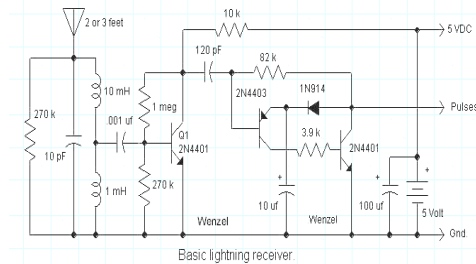 2 or 3 feet
10 k
5 VDC
120 pF
82 k
10 mH
2N4403
1N914
Pulses
270 k
.001 uf
1 meg
Q1
2N4401
3.9 k
10 pF
2N4401
1 mH
270 k
+
10 uf
+
100 uf
+
5 Volt
Wenzel
Wenzel
Gnd.
Basic lightning receiver.